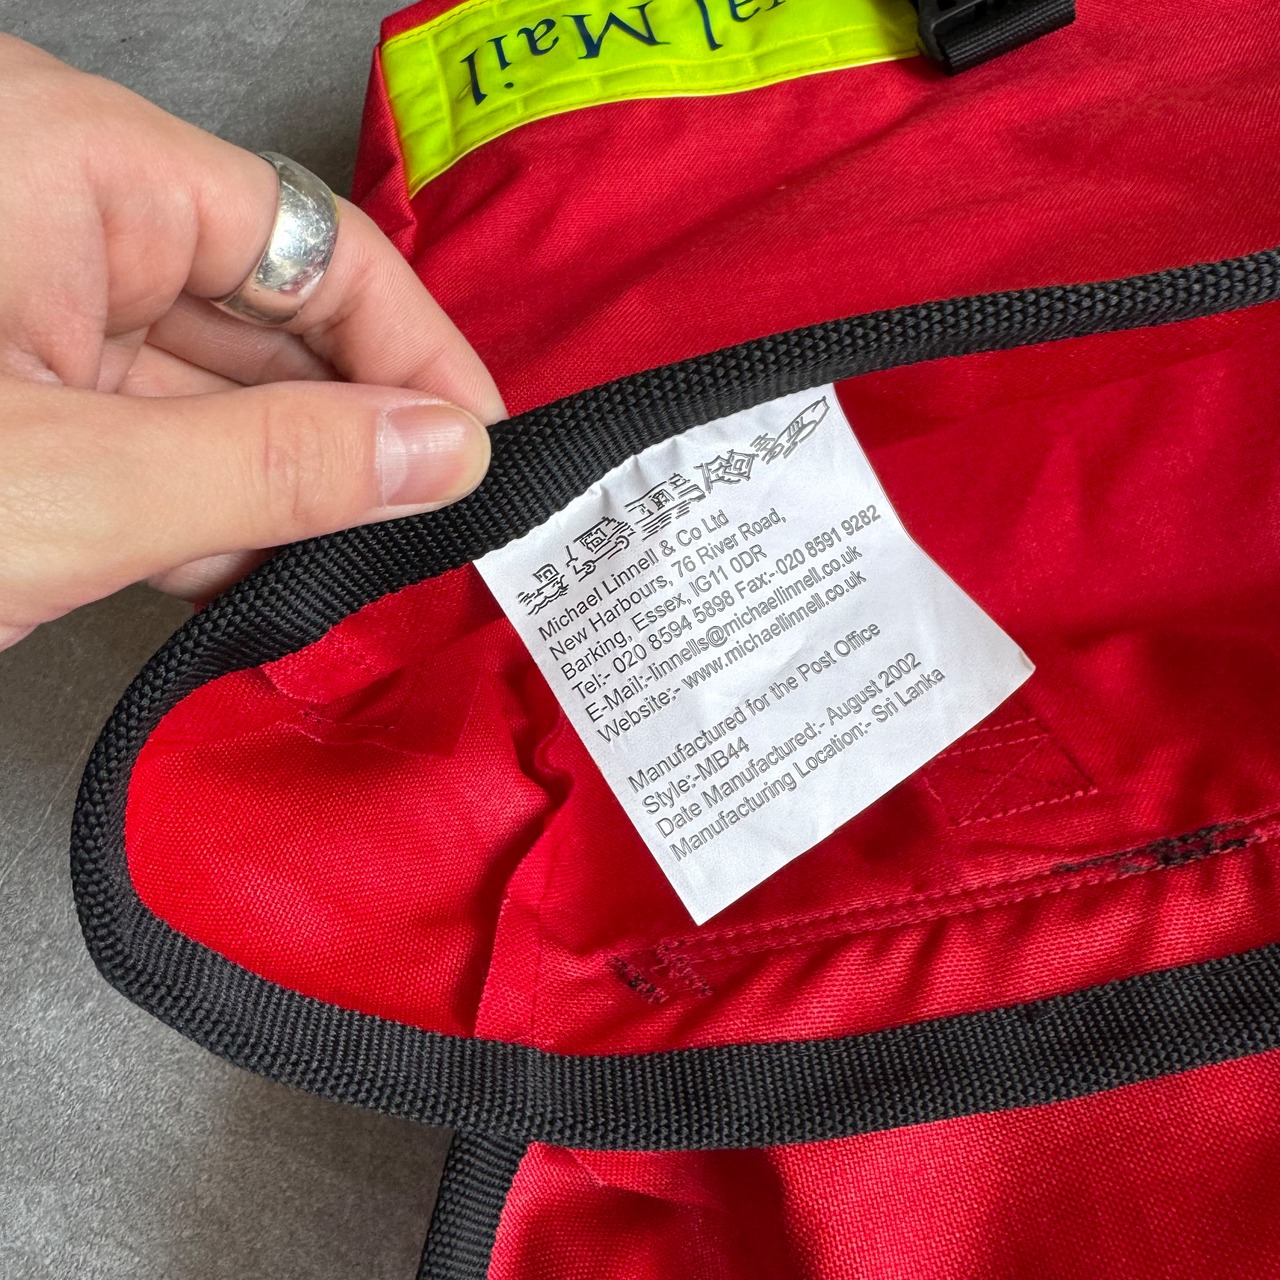 Mail
Michael Linnell & Co Ltd
New Harbours, 76 River Road,
Barking, Essex, IG11 0DR
Tel:- 020 8594 5898 Fax:- 020 8591 9282
E-Mail:-linnells@michaellinnell.co.uk
Website:- www.michaellinnell.co.uk
Manufactured for the Post Office
Style:-MB44
Date Manufactured:- August 2002
Manufacturing Location:- Sri Lanka